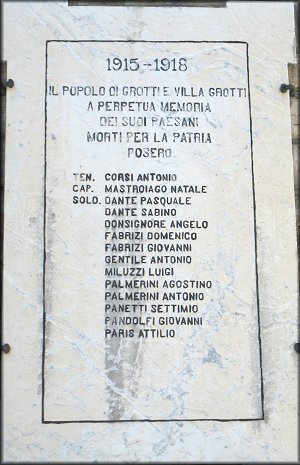 1915-1918
IL POPOLO DI GROTTI E VILLA GROTTI
A PERPETUA MEMORIA
DEI SUOI PAESANI
MORTI PER LA PATRIA
POSERO
TEN. CORSI ANTONIO
CAP. MASTROIAGO NATALE
SOLD. DANTE PASQUALE
DANTE SABINO
DONSIGNORE ANGELO
FABRIZI DOMENICO
FABRIZI GIOVANNI
GENTILE ANTONIO
MILUZZI LUIGI
PALMERINI AGOSTINO
PALMERINI ANTONIO
PANETTI SETTIMIO
PANDOLFI GIOVANNI
PARIS ATTILIO